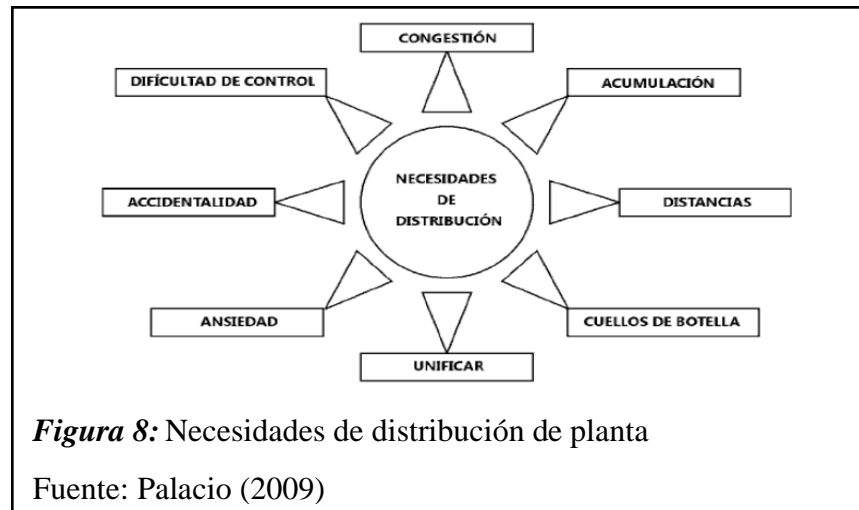 CONGESTIÓN
DIFÍCULTAD DE CONTROL
ACUMULACIÓN
NECESIDADES
DE
DISTRIBUCIÓN
ACCIDENTALIDAD
DISTANCIAS
ANSIEDAD
CUELLOS DE BOTELLA
UNIFICAR
Figura 8: Necesidades de distribución de planta
Fuente: Palacio (2009)